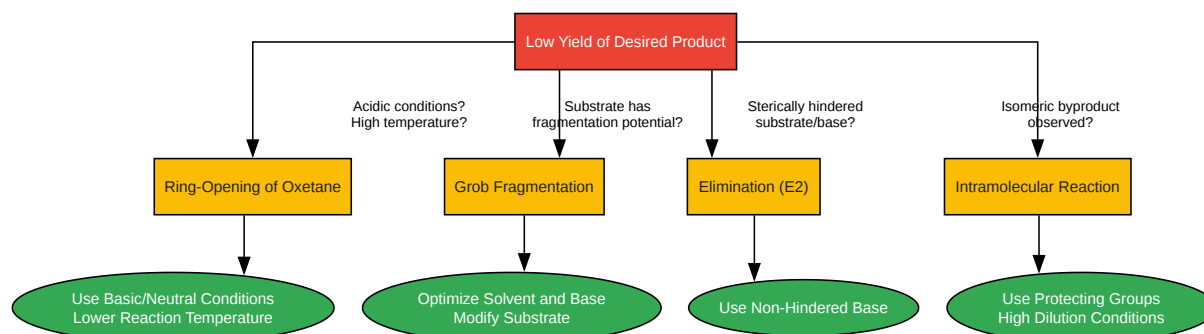 Low Yield of Desired Product
Acidic conditions?
High temperature?
Substrate has
fragmentation potential?
Sterically hindered
substrate/base?
Isomeric byproduct
observed?
Ring-Opening of Oxetane
Grob Fragmentation
Elimination (E2)
Intramolecular Reaction
Use Basic/Neutral Conditions
Lower Reaction Temperature
Optimize Solvent and Base
Modify Substrate
Use Non-Hindered Base
Use Protecting Groups
High Dilution Conditions